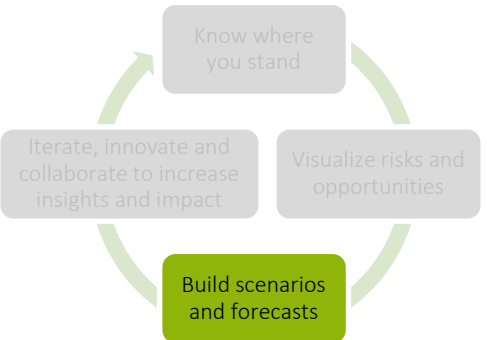 Know where
you stand
Visualize risks and
opportunities
Build scenarios
and forecasts
Iterate, innovate and
collaborate to increase
insights and impact